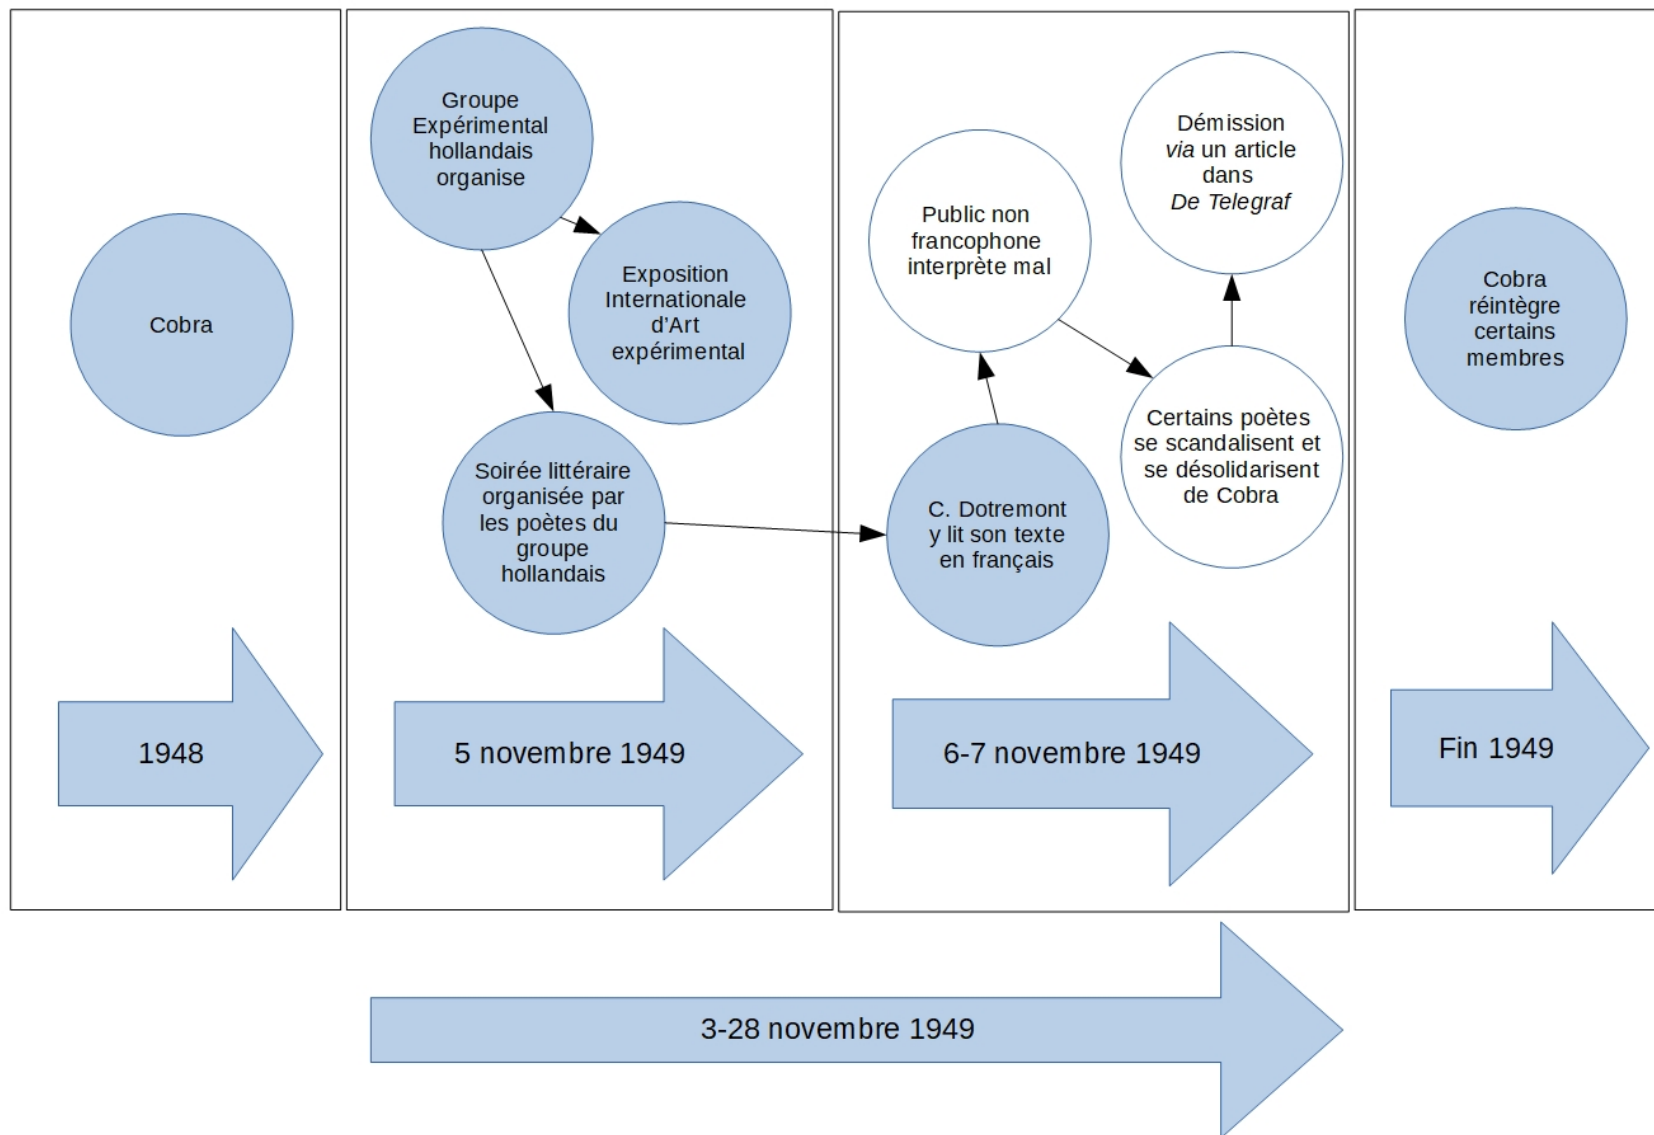 Cobra
1948
Groupe
Expérimental
hollandais
organise
Exposition
Internationale
d’Art
expérimental
Soirée littéraire
organisée par
les poètes du
groupe
hollandais
5 novembre 1949
C. Dotremont
y lit son texte
en français
Public non
francophone
interprète mal
Certains poètes
se scandalisent et
se désolidarisent
de Cobra
Démission
via un article
dans
De Telegraf
6-7 novembre 1949
Cobra
réintègre
certains
membres
Fin 1949
3-28 novembre 1949